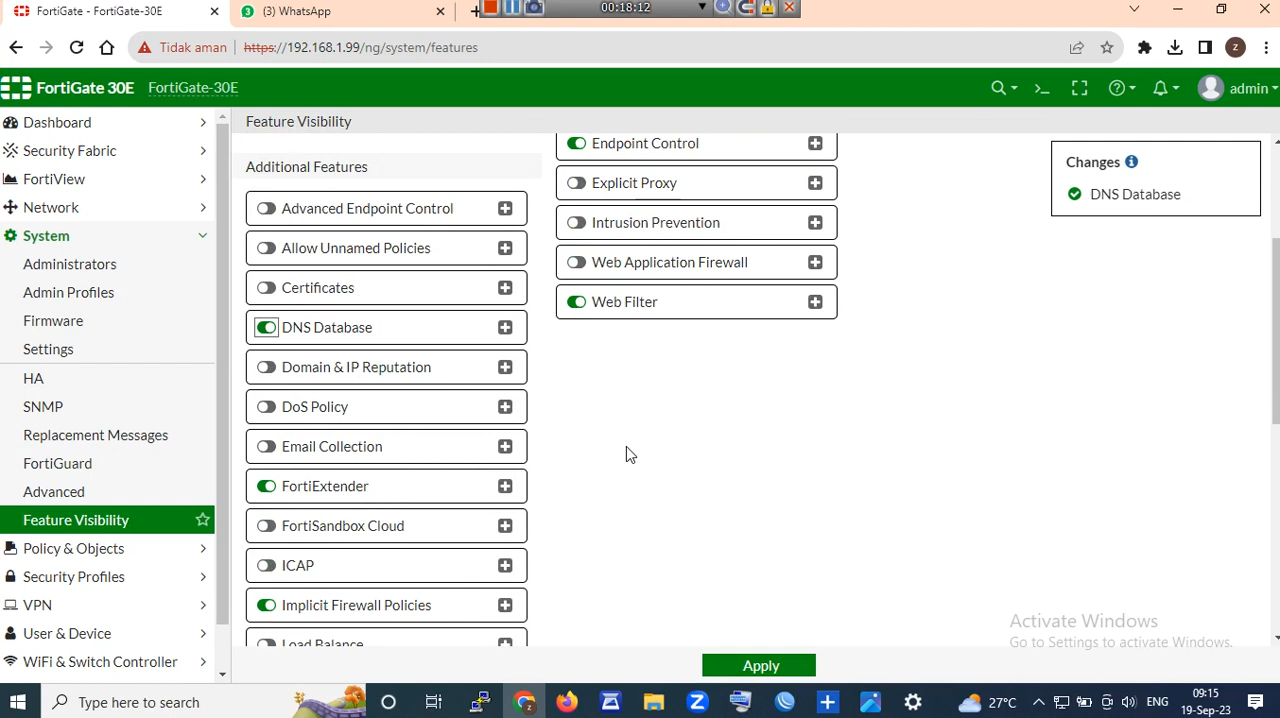 FortiGate - FortiGate-30E
(3) WhatsApp
00:18:12
Tidak aman
https://192.168.1.99/ng/system/features
z
FortiGate 30E
FortiGate-30E
admin
Dashboard
Security Fabric
FortiView
Network
System
Administrators
Admin Profiles
Firmware
Settings
HA
SNMP
Replacement Messages
FortiGuard
Advanced
Feature Visibility
Policy & Objects
Security Profiles
VPN
User & Device
WiFi & Switch Controller
Feature Visibility
Additional Features
Advanced Endpoint Control
Allow Unnamed Policies
Certificates
DNS Database
Domain & IP Reputation
DoS Policy
Email Collection
FortiExtender
FortiSandbox Cloud
ICAP
Implicit Firewall Policies
Load Balance
Endpoint Control
Explicit Proxy
Intrusion Prevention
Web Application Firewall
Web Filter
Changes
DNS Database
Activate Windows
Go to Settings to activate Windows.
Apply
Type here to search
27°C
ENG
09:15
19-Sep-23